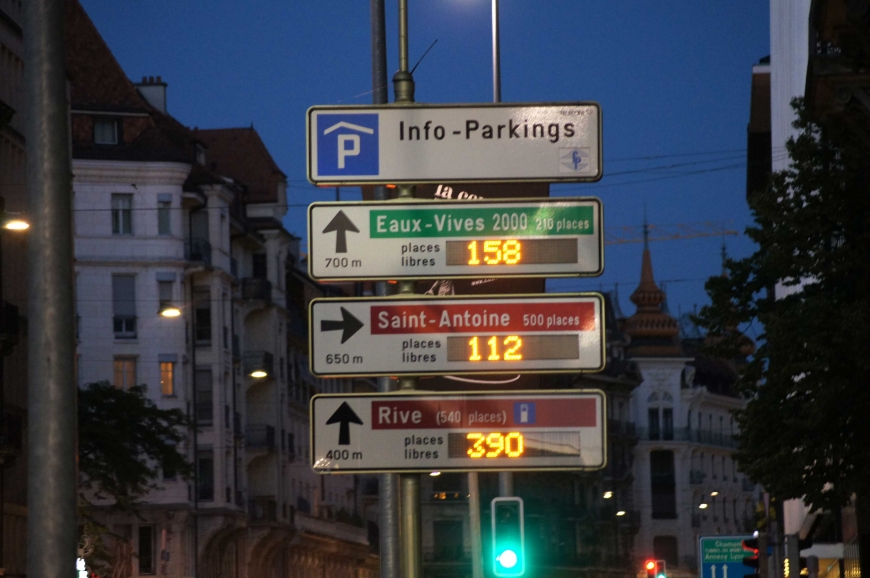 P Info-Parkings
la
Eaux-Vives 2000 210 places
places
libres 158
700 m
Saint-Antoine 500 places
places
libres 112
650 m
Rive (540 places)
places
libres 390
400 m